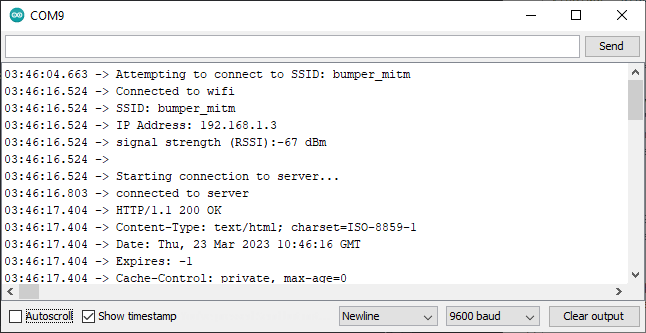 COM9
Send
03:46:04.663 -> Attempting to connect to SSID: bumper_mitm
03:46:16.524 -> Connected to wifi
03:46:16.524 -> SSID: bumper_mitm
03:46:16.524 -> IP Address: 192.168.1.3
03:46:16.524 -> signal strength (RSSI):-67 dBm
03:46:16.524 ->
03:46:16.524 -> Starting connection to server...
03:46:16.803 -> connected to server
03:46:17.404 -> HTTP/1.1 200 OK
03:46:17.404 -> Content-Type: text/html; charset=ISO-8859-1
03:46:17.404 -> Date: Thu, 23 Mar 2023 10:46:16 GMT
03:46:17.404 -> Expires: -1
03:46:17.404 -> Cache-Control: private, max-age=0
Autoscroll Show timestamp Newline 9600 baud Clear output